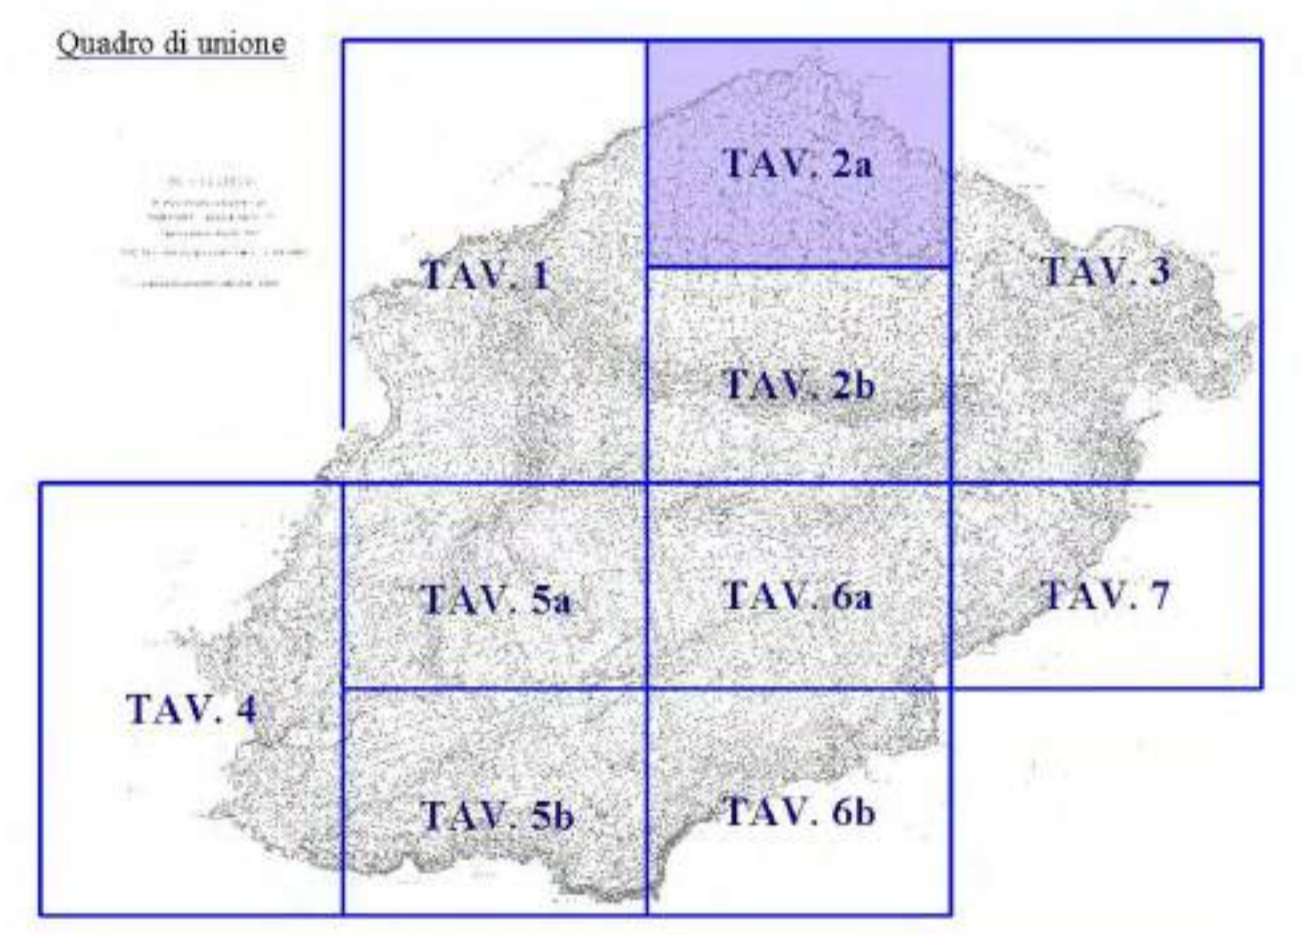 Quadro di unione
TAV. 2a
TAV. 1
TAV. 3
TAV. 2b
TAV. 5a
TAV. 6a
TAV. 7
TAV. 4
TAV. 5b
TAV. 6b